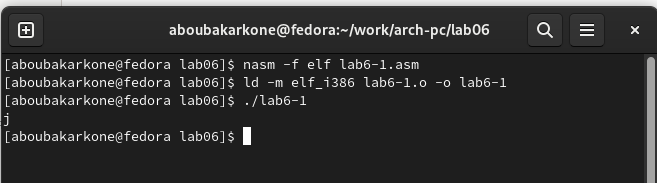 aboubakarkone@fedora:~/work/arch-pc/lab06
[aboubakarkone@fedora lab06]$ nasm -f elf lab6-1.asm
[aboubakarkone@fedora lab06]$ ld -m elf_i386 lab6-1.o -o lab6-1
[aboubakarkone@fedora lab06]$ ./lab6-1
j
[aboubakarkone@fedora lab06]$